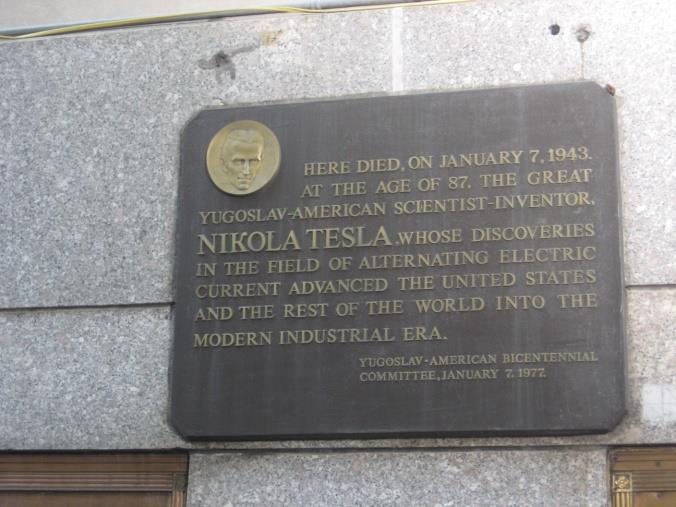 HERE DIED, ON JANUARY 7, 1943.
AT THE AGE OF 87. THE GREAT
YUGOSLAV-AMERICAN SCIENTIST-INVENTOR,
NIKOLA TESLA, WHOSE DISCOVERIES
IN THE FIELD OF ALTERNATING ELECTRIC
CURRENT ADVANCED THE UNITED STATES
AND THE REST OF THE WORLD INTO THE
MODERN INDUSTRIAL ERA.
YUGOSLAV-AMERICAN BICENTENNIAL
COMMITTEE, JANUARY 7. 1977.